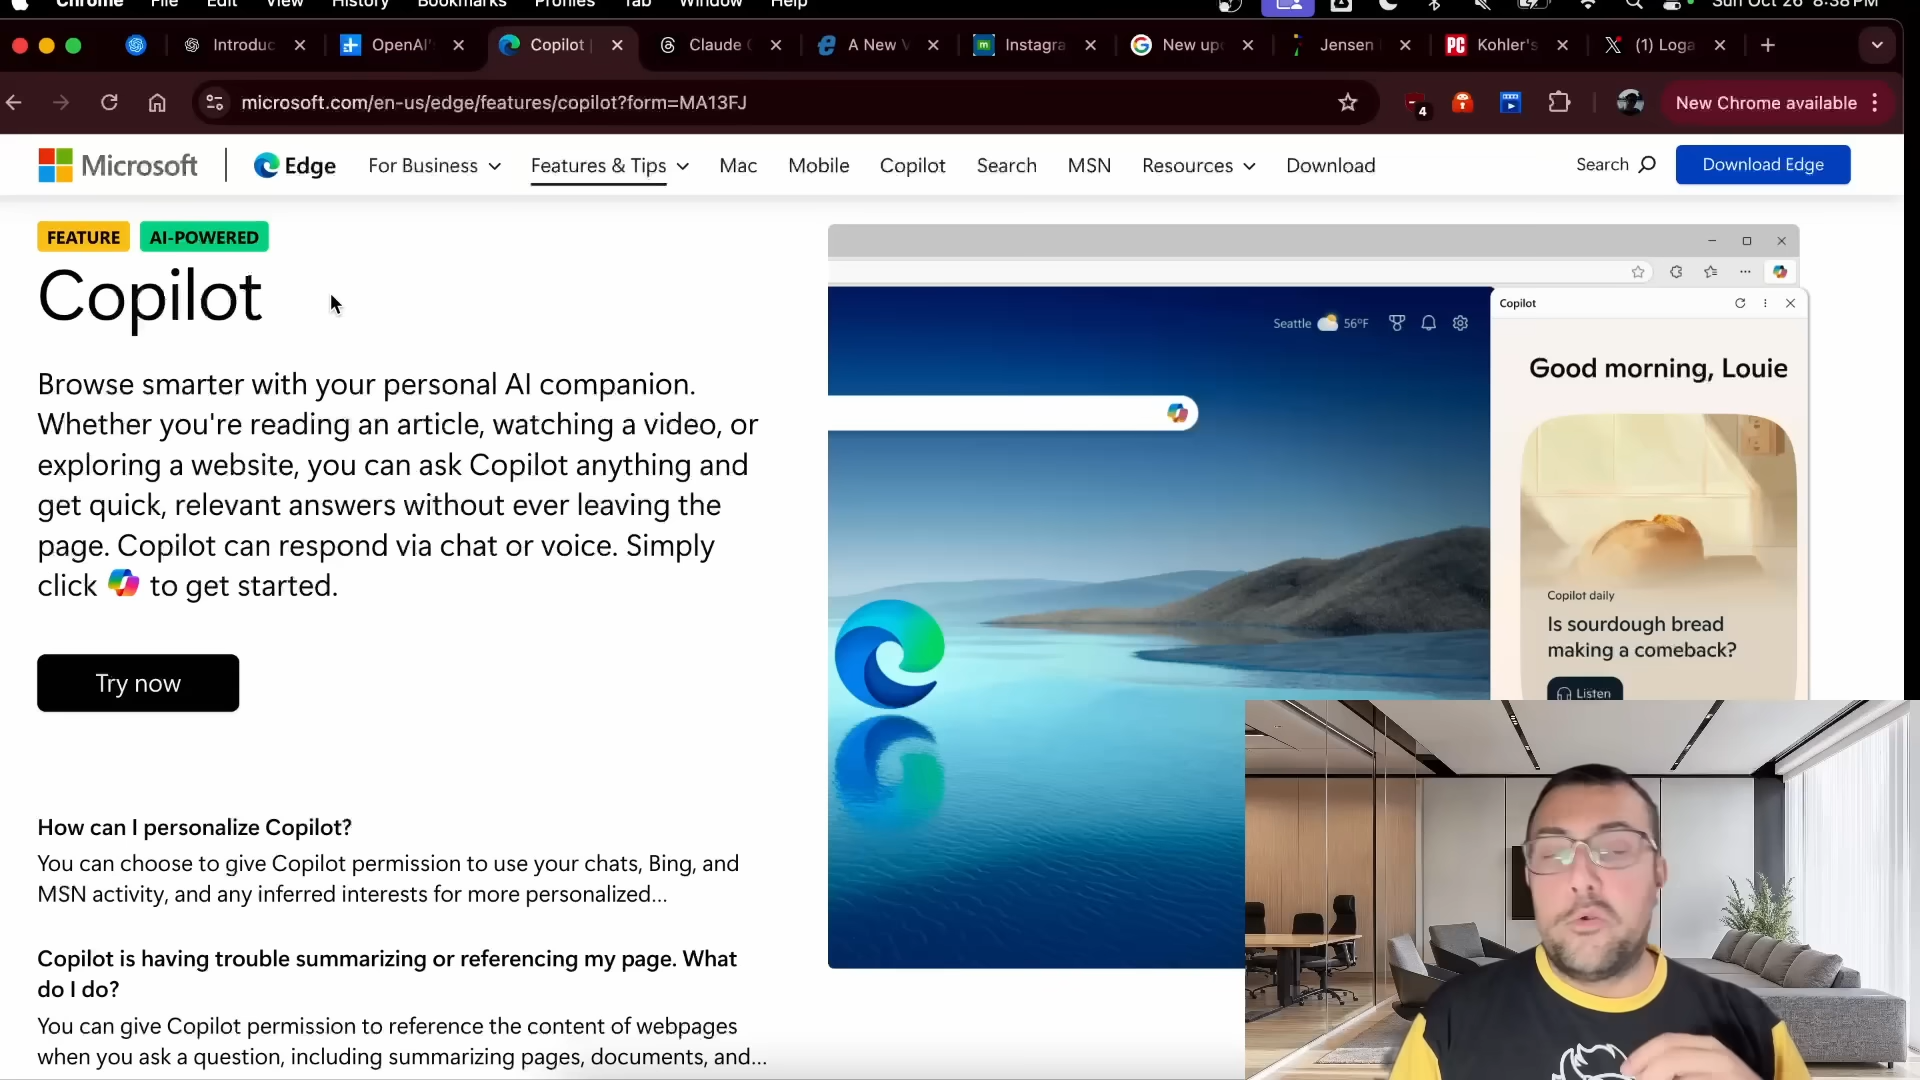 Chrome File Edit View History Bookmarks Profiles Tab Window Help
Sun Oct 26 8:38 PM
Introduc
OpenAI's
Copilot |
Claude
A New
Instagra
New up
Jensen
Kohler's
(1) Loga
microsoft.com/en-us/edge/features/copilot?form=MA13FJ
4
New Chrome available
Microsoft
Edge
For Business
Features & Tips
Mac
Mobile
Copilot
Search
MSN
Resources
Download
Search
Download Edge
FEATURE
AI-POWERED
Copilot
Browse smarter with your personal AI companion.
Whether you're reading an article, watching a video, or
exploring a website, you can ask Copilot anything and
get quick, relevant answers without ever leaving the
page. Copilot can respond via chat or voice. Simply
click to get started.
Try now
How can I personalize Copilot?
You can choose to give Copilot permission to use your chats, Bing, and
MSN activity, and any inferred interests for more personalized...
Copilot is having trouble summarizing or referencing my page. What
do I do?
You can give Copilot permission to reference the content of webpages
when you ask a question, including summarizing pages, documents, and...
Seattle 56°F
Copilot
Good morning, Louie
Copilot daily
Is sourdough bread
making a comeback?
Listen